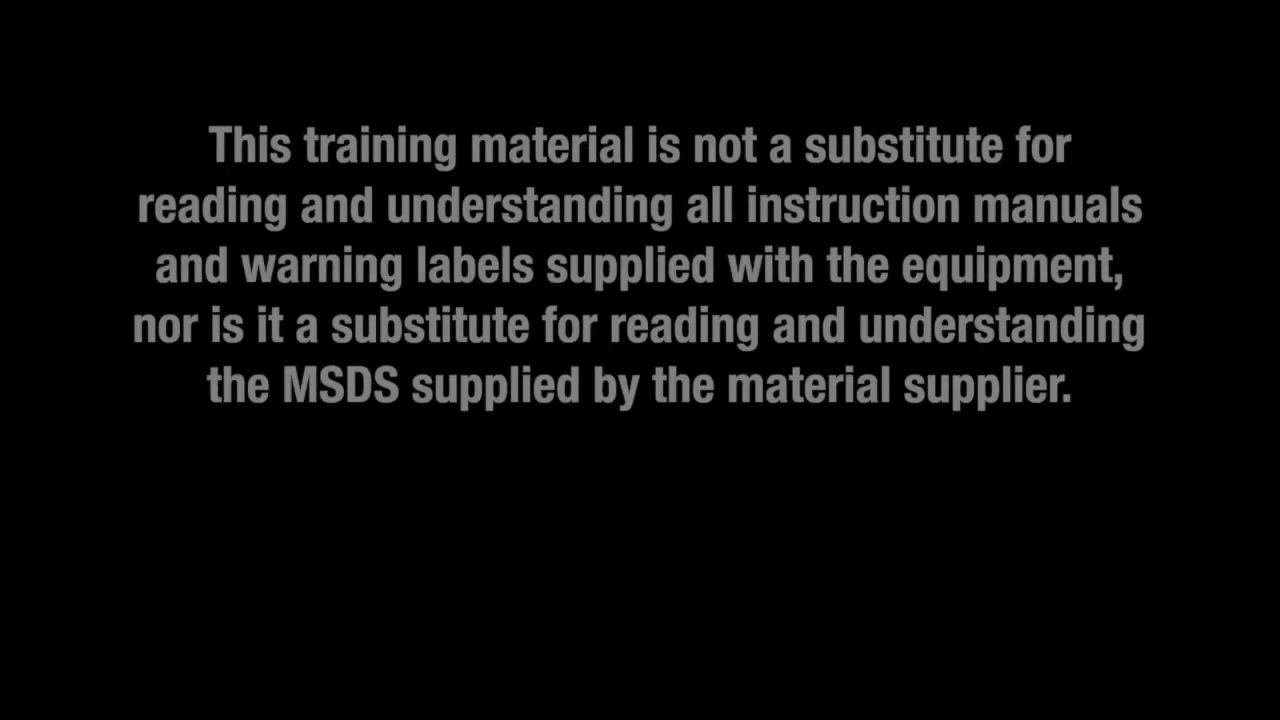 This training material is not a substitute for
reading and understanding all instruction manuals
and warning labels supplied with the equipment,
nor is it a substitute for reading and understanding
the MSDS supplied by the material supplier.